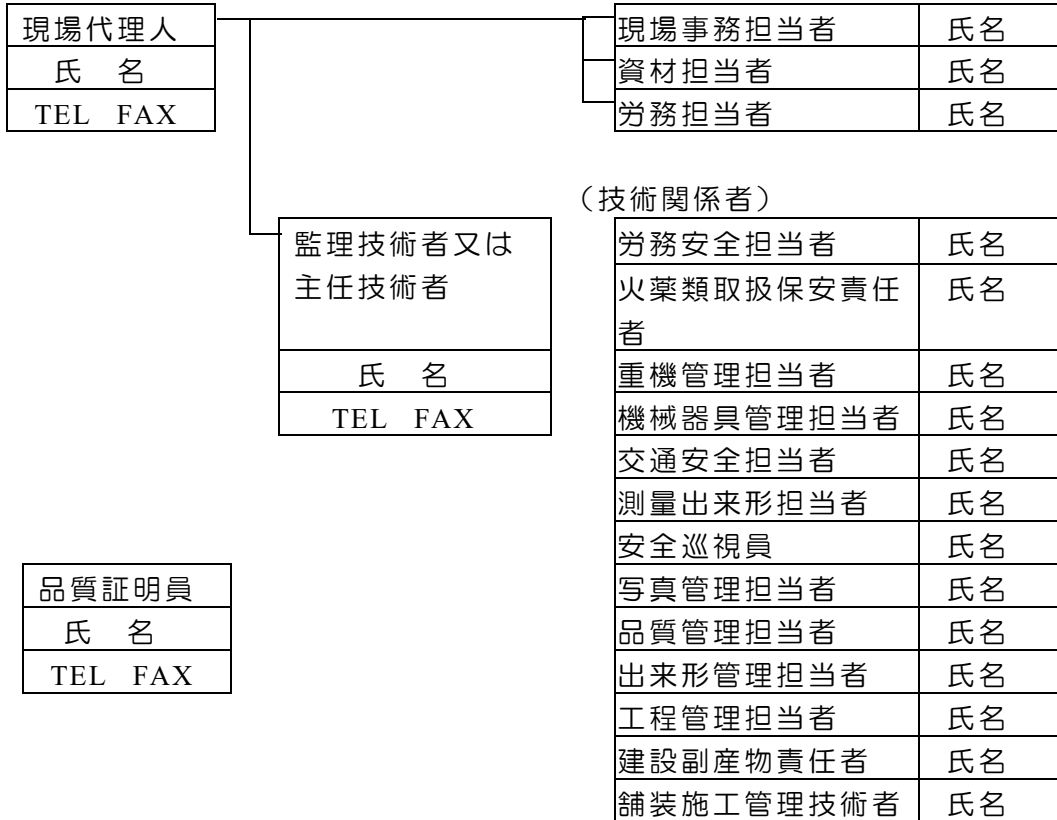 現場代理人
氏 名
TEL FAX
現場事務担当者 氏名
資材担当者 氏名
労務担当者 氏名
(技術関係者)
監理技術者又は
主任技術者
氏 名
TEL FAX
労務安全担当者 氏名
火薬類取扱保安責任 氏名
者
重機管理担当者 氏名
機械器具管理担当者 氏名
交通安全担当者 氏名
測量出来形担当者 氏名
安全巡視員 氏名
写真管理担当者 氏名
品質管理担当者 氏名
出来形管理担当者 氏名
工程管理担当者 氏名
建設副産物責任者 氏名
舗装施工管理技術者 氏名
品質証明員
氏 名
TEL FAX